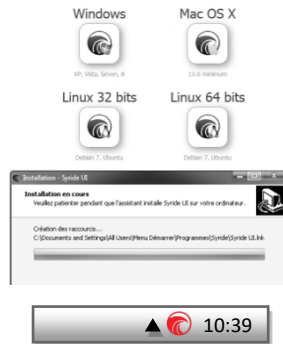 Windows
Mac OS X
XP, Vista, Seven, 8
10.6 minimum
Linux 32 bits
Linux 64 bits
Debian 7, Ubuntu
Debian 7, Ubuntu
Installation - Syride UI
Installation en cours
Veuillez patienter pendant que l'assistant installe Syride UI sur votre ordinateur.
Création des raccourcis...
C:\Documents and Settings\All Users\Menu Démarrer\Programmes\Syride\Syride UI.lnk
10:39